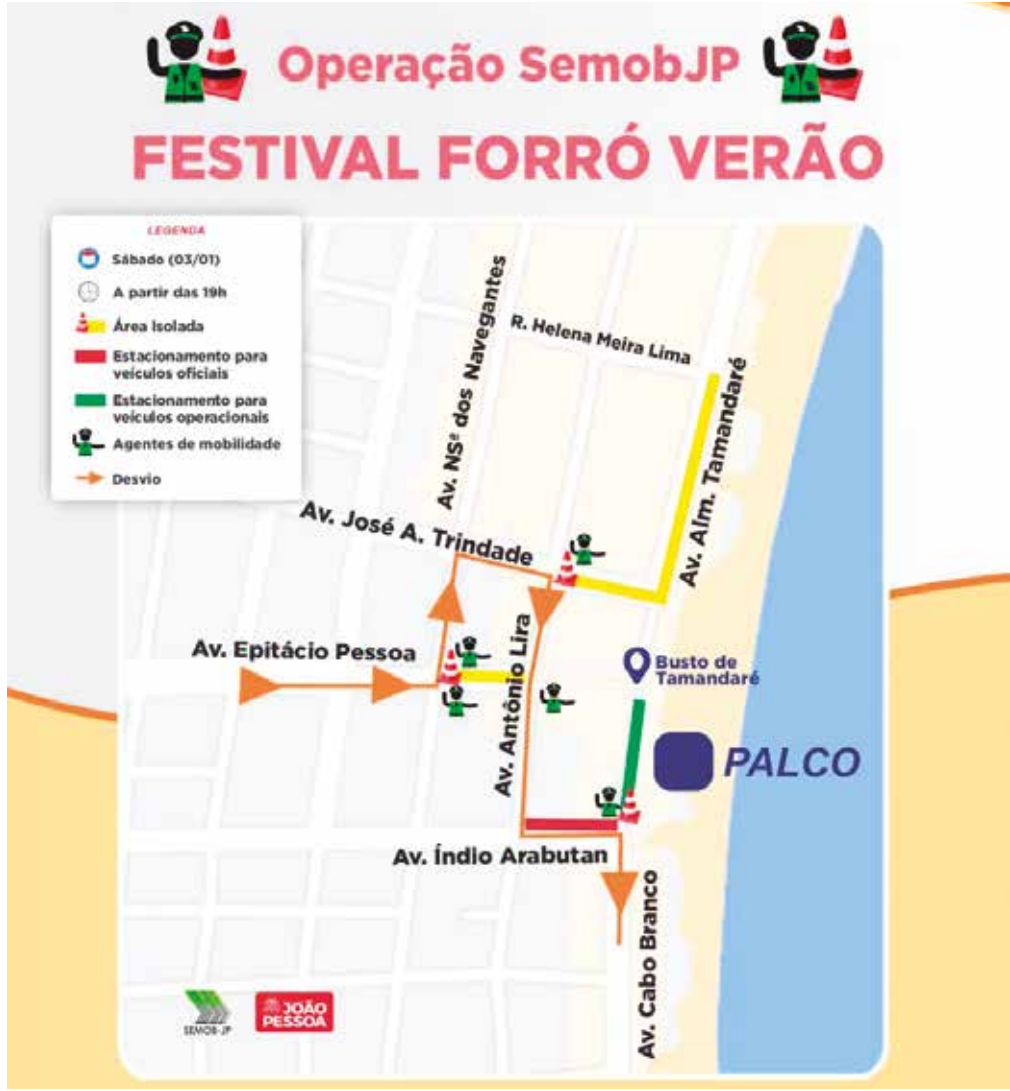 Operação SemobJP
FESTIVAL FORRÓ VERÃO
LEGENDA
Sábado (03/01)
A partir das 19h
Área Isolada
Estacionamento para
veículos oficiais
Estacionamento para
veículos operacionais
Agentes de mobilidade
Desvio
Av. NSª dos Navegantes
R. Helena Meira Lima
Av. Alm. Tamandaré
Av. José A. Trindade
Av. Epitácio Pessoa
Av. Antônio Lira
Busto de
Tamandaré
PALCO
Av. Índio Arabutan
Av. Cabo Branco
SEMOB-JP
JOÃO
PESSOA